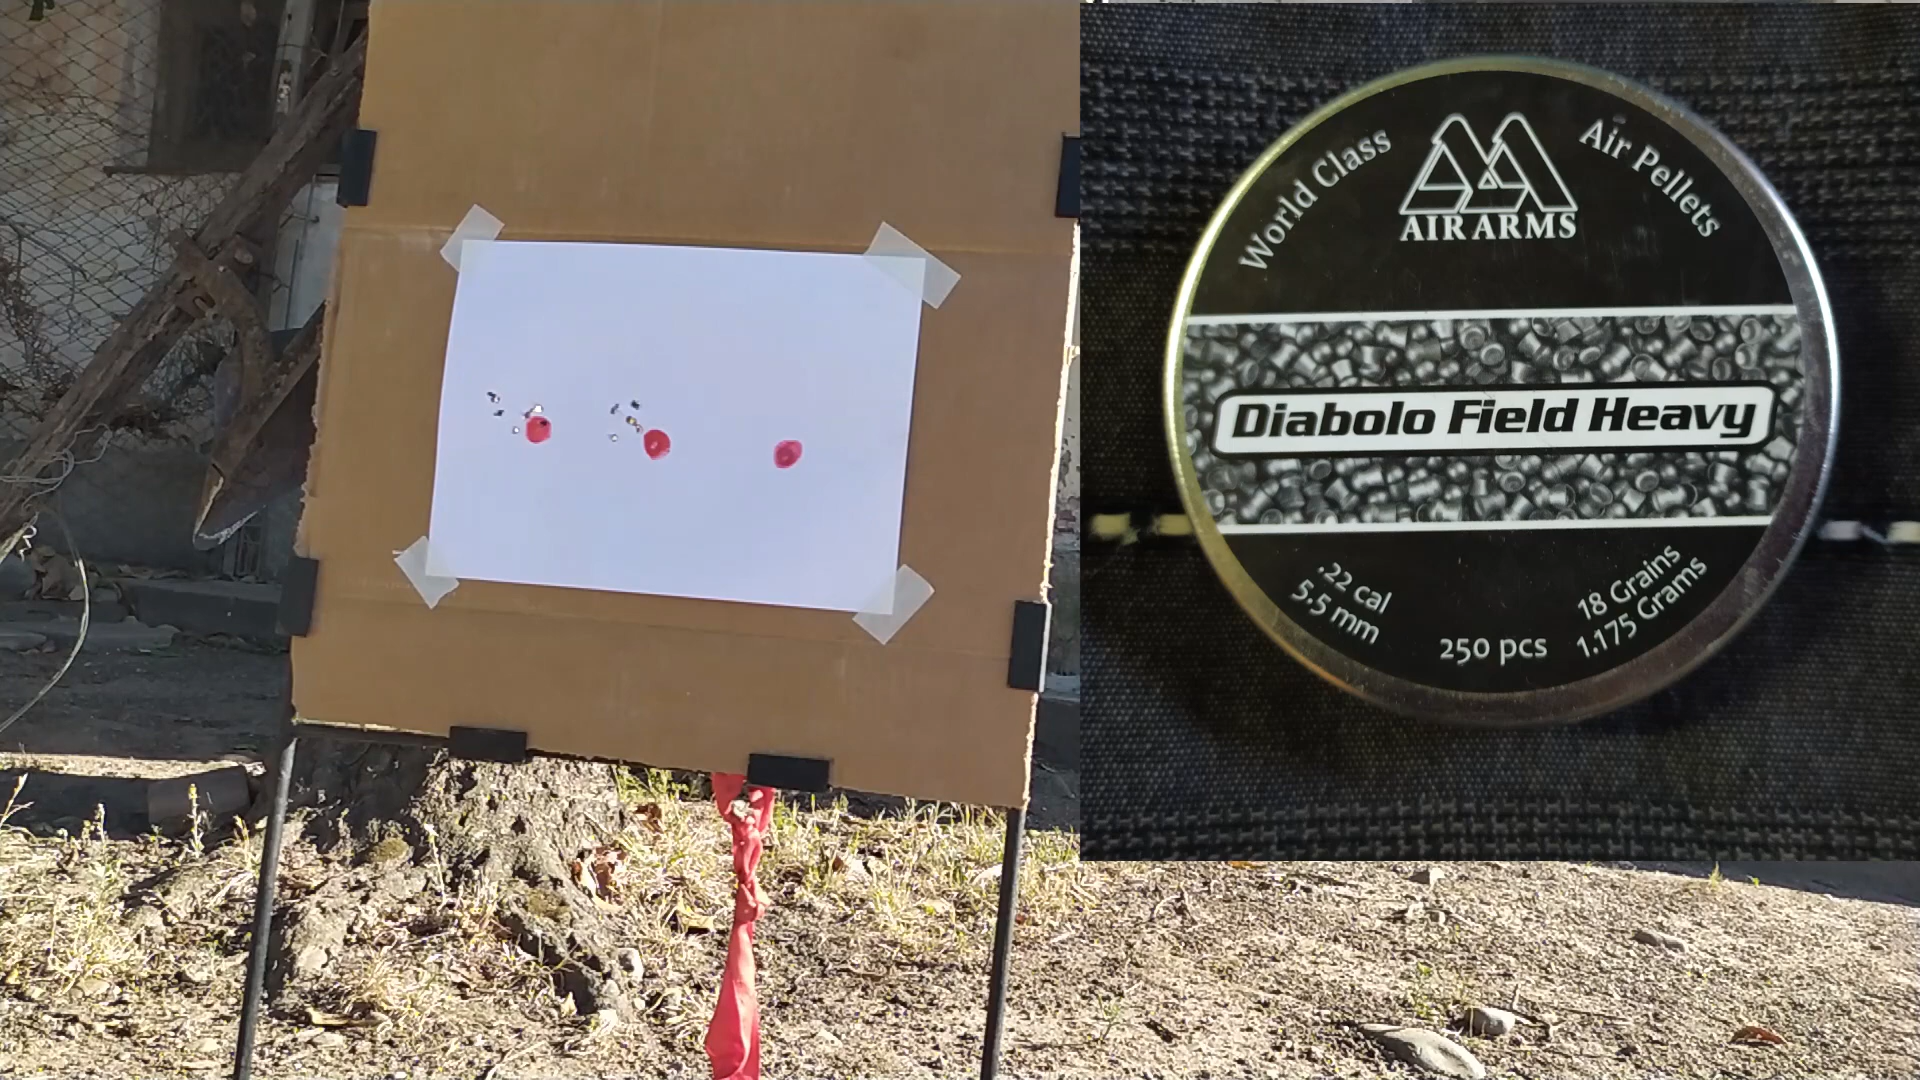 World Class
Air Pellets
AIR ARMS
Diabolo Field Heavy
.22 cal
5.5 mm
250 pcs
18 Grains
1.175 Grams